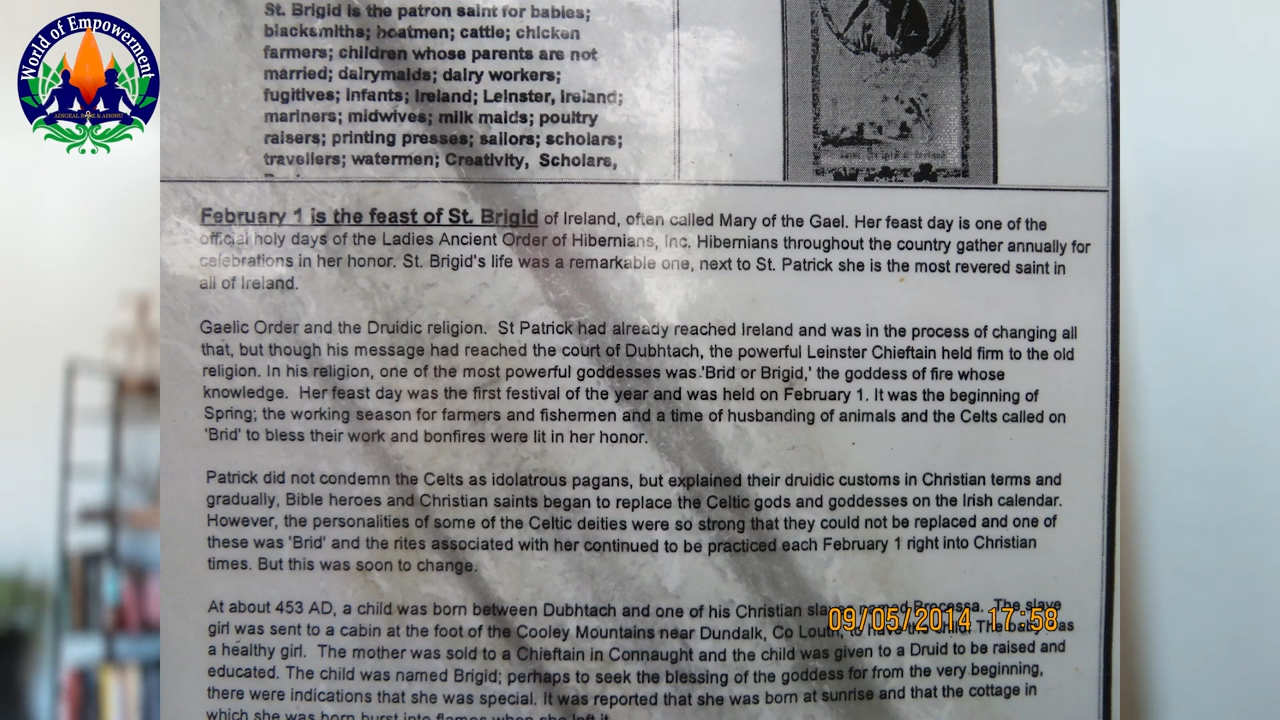 World of Empowerment
St. Brigid is the patron saint for babies;
blacksmiths; boatmen; cattle; chicken
farmers; children whose parents are not
married; dairymaids; dairy workers;
fugitives; infants; Ireland; Leinster, Ireland;
mariners; midwives; milk maids; poultry
raisers; printing presses; sailors; scholars;
travellers; watermen; Creativity, Scholars,
February 1 is the feast of St. Brigid of Ireland, often called Mary of the Gael. Her feast day is one of the
official holy days of the Ladies Ancient Order of Hibernians, Inc. Hibernians throughout the country gather annually for
celebrations in her honor. St. Brigid's life was a remarkable one, next to St. Patrick she is the most revered saint in
all of Ireland.
Gaelic Order and the Druidic religion. St Patrick had already reached Ireland and was in the process of changing all
that, but though his message had reached the court of Dubhtach, the powerful Leinster Chieftain held firm to the old
religion. In his religion, one of the most powerful goddesses was.'Brid or Brigid,' the goddess of fire whose
knowledge. Her feast day was the first festival of the year and was held on February 1. It was the beginning of
Spring; the working season for farmers and fishermen and a time of husbanding of animals and the Celts called on
'Brid' to bless their work and bonfires were lit in her honor.
Patrick did not condemn the Celts as idolatrous pagans, but explained their druidic customs in Christian terms and
gradually, Bible heroes and Christian saints began to replace the Celtic gods and goddesses on the Irish calendar.
However, the personalities of some of the Celtic deities were so strong that they could not be replaced and one of
these was 'Brid' and the rites associated with her continued to be practiced each February 1 right into Christian
times. But this was soon to change.
At about 453 AD, a child was born between Dubhtach and one of his Christian The slave
girl was sent to a cabin at the foot of the Cooley Mountains near Dundalk, Co Louth, The baby was
a healthy girl. The mother was sold to a Chieftain in Connaught and the child was given to a Druid to be raised and
educated. The child was named Brigid; perhaps to seek the blessing of the goddess for from the very beginning,
there were indications that she was special. It was reported that she was born at sunrise and that the cottage in
which she was born burst into flames when she left it.
09/05/2014 17:58